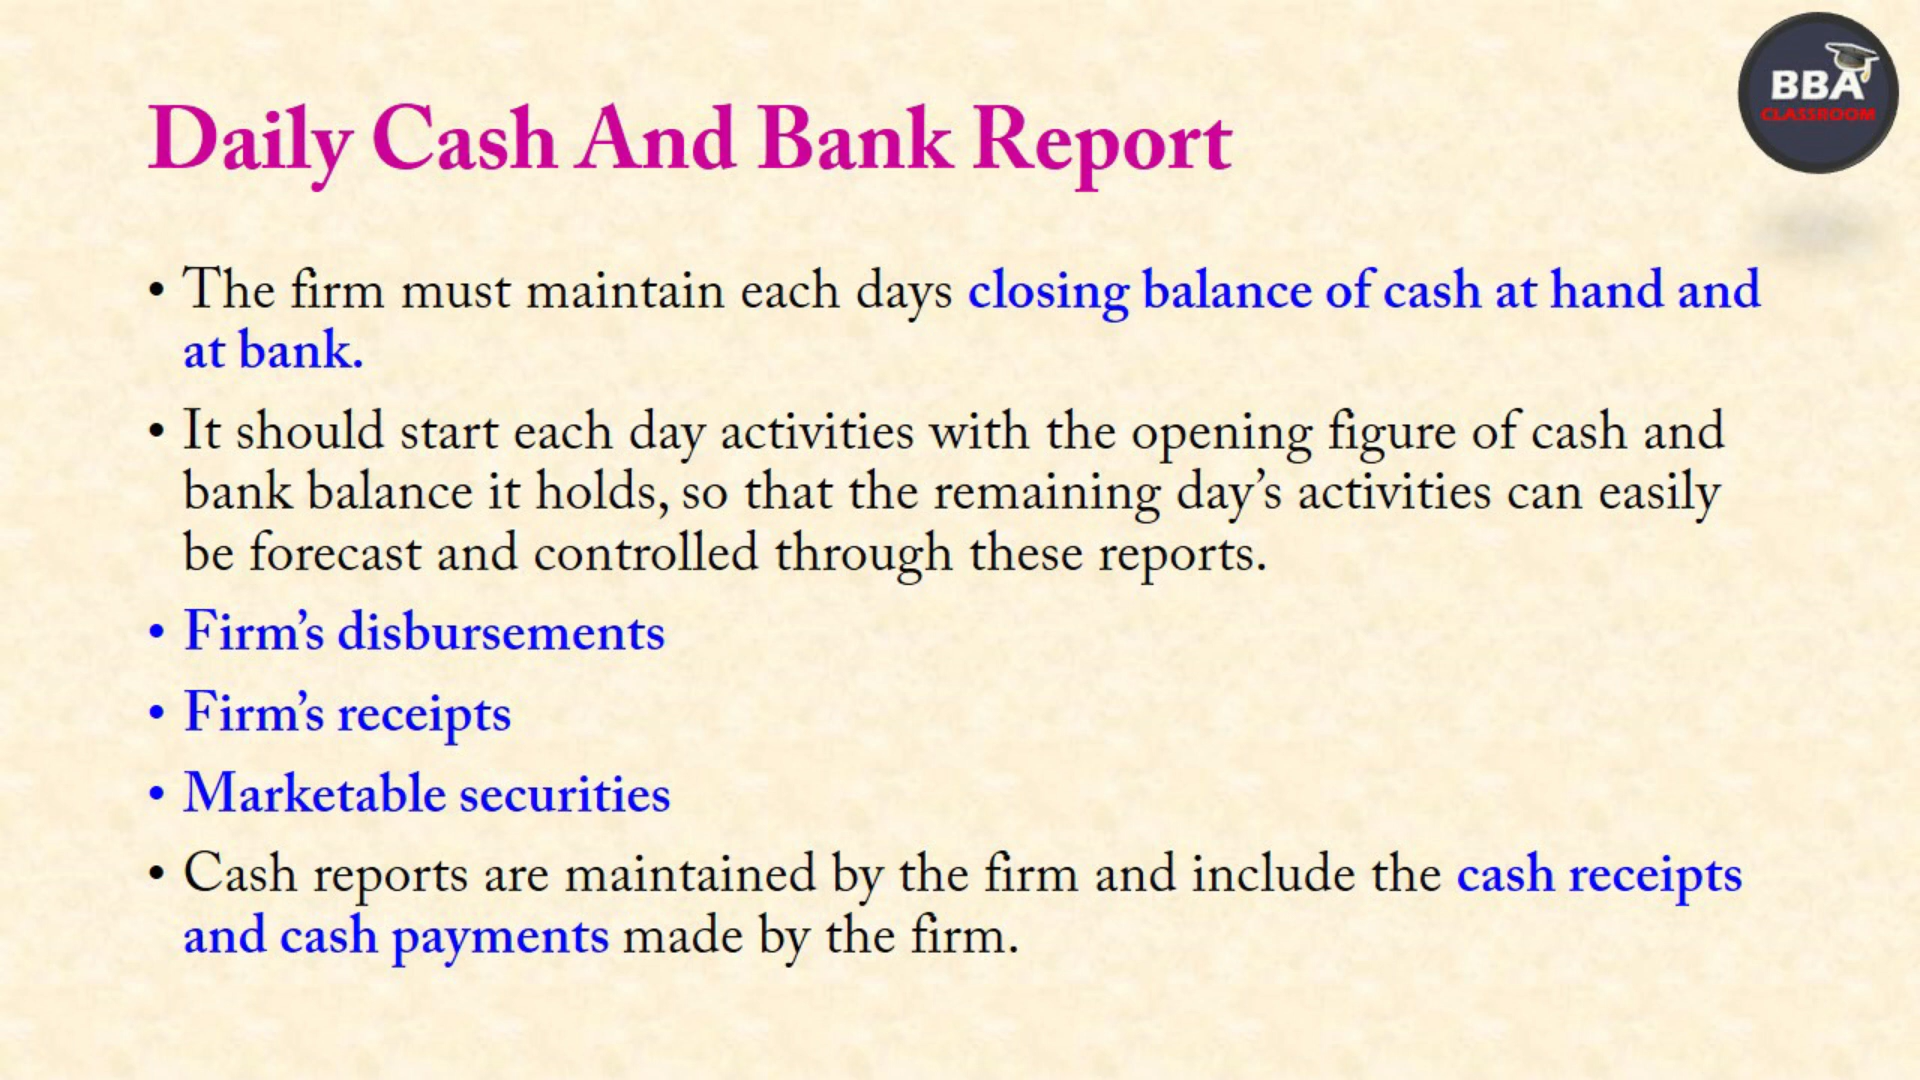 BBA
CLASSROOM
Daily Cash And Bank Report
• The firm must maintain each days closing balance of cash at hand and
at bank.
• It should start each day activities with the opening figure of cash and
bank balance it holds, so that the remaining day’s activities can easily
be forecast and controlled through these reports.
• Firm’s disbursements
• Firm’s receipts
• Marketable securities
• Cash reports are maintained by the firm and include the cash receipts
and cash payments made by the firm.